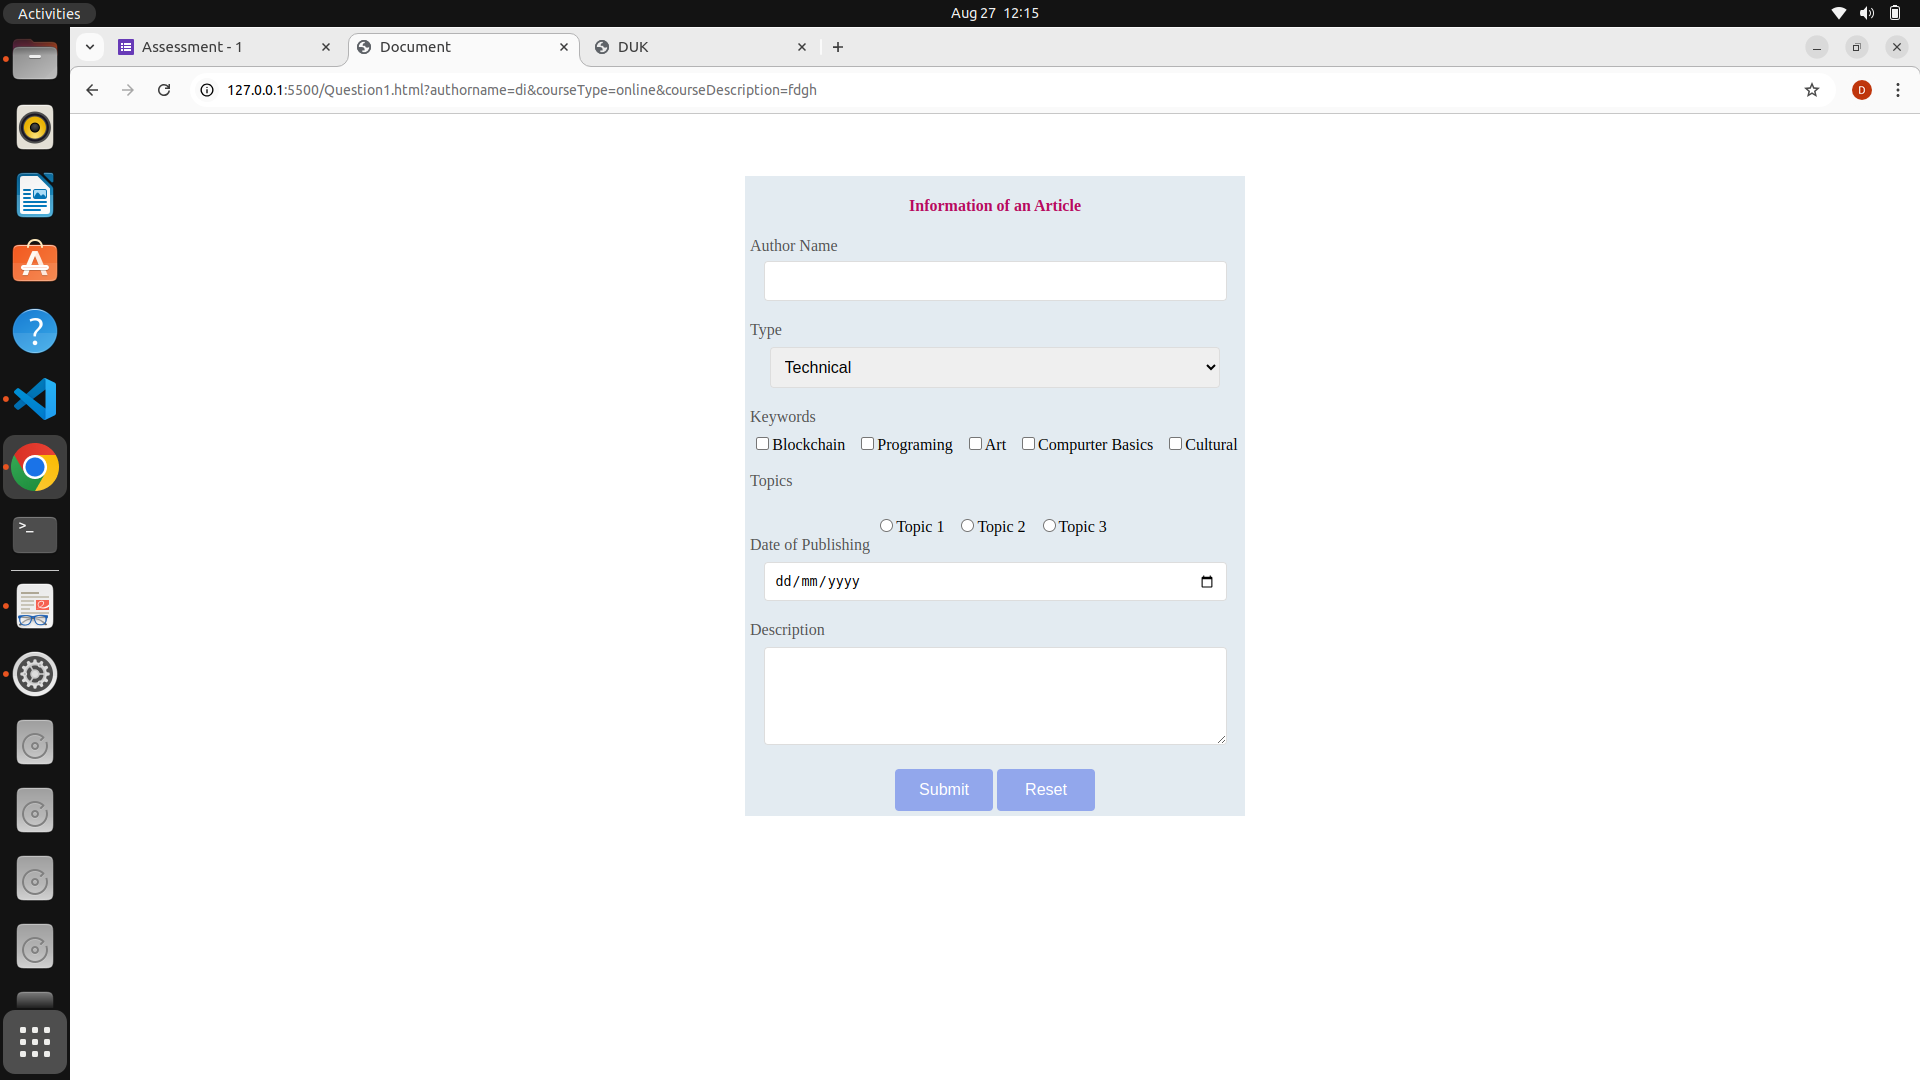 Activities
Aug 27 12:15
Assessment - 1
Document
DUK
127.0.0.1:5500/Question1.html?authorname=di&courseType=online&courseDescription=fdgh
D
Information of an Article
Author Name
Type
Technical
Keywords
Blockchain Programing Art Compurter Basics Cultural
Topics
Topic 1 Topic 2 Topic 3
Date of Publishing
dd/mm/yyyy
Description
Submit Reset